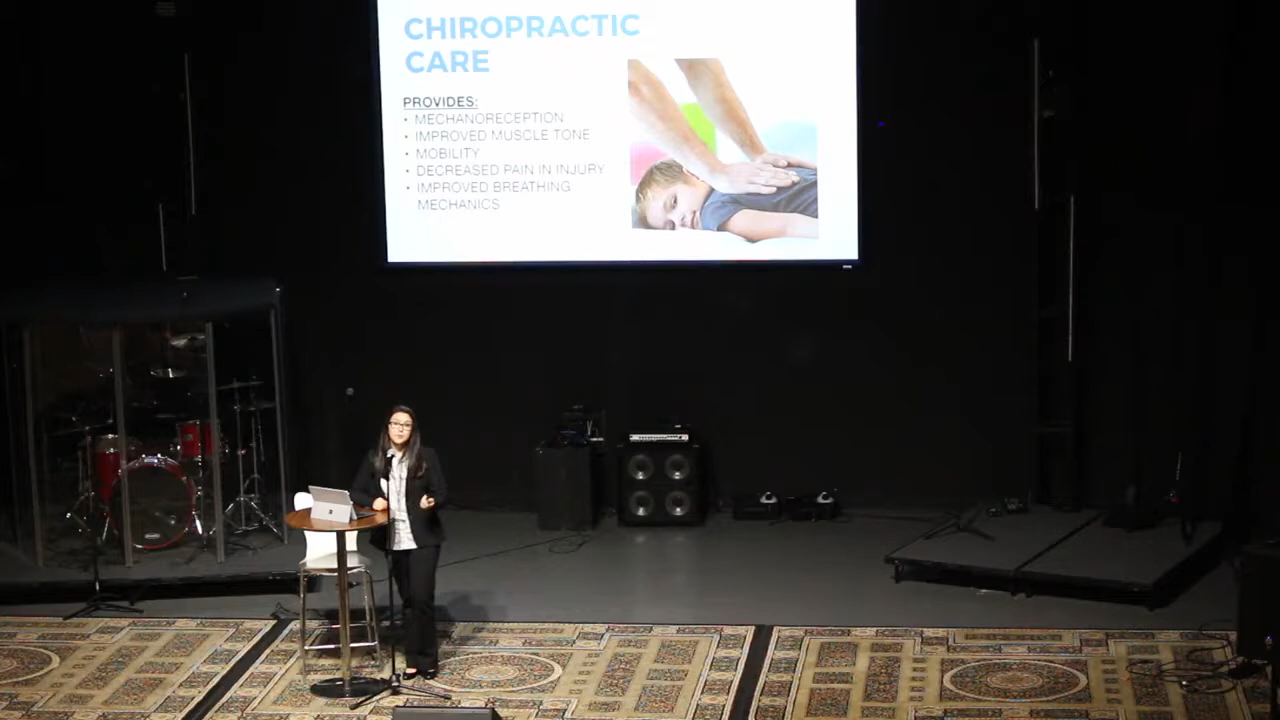 CHIROPRACTIC
CARE
PROVIDES:
• MECHANORECEPTION
• IMPROVED MUSCLE TONE
• MOBILITY
• DECREASED PAIN IN INJURY
• IMPROVED BREATHING
MECHANICS